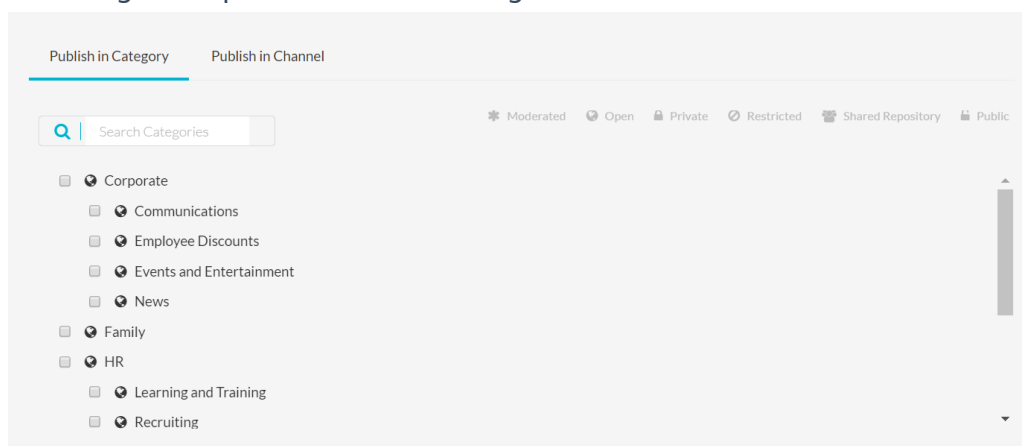 Publish in Category Publish in Channel
Search Categories
Moderated Open Private Restricted Shared Repository Public
Corporate
Communications
Employee Discounts
Events and Entertainment
News
Family
HR
Learning and Training
Recruiting